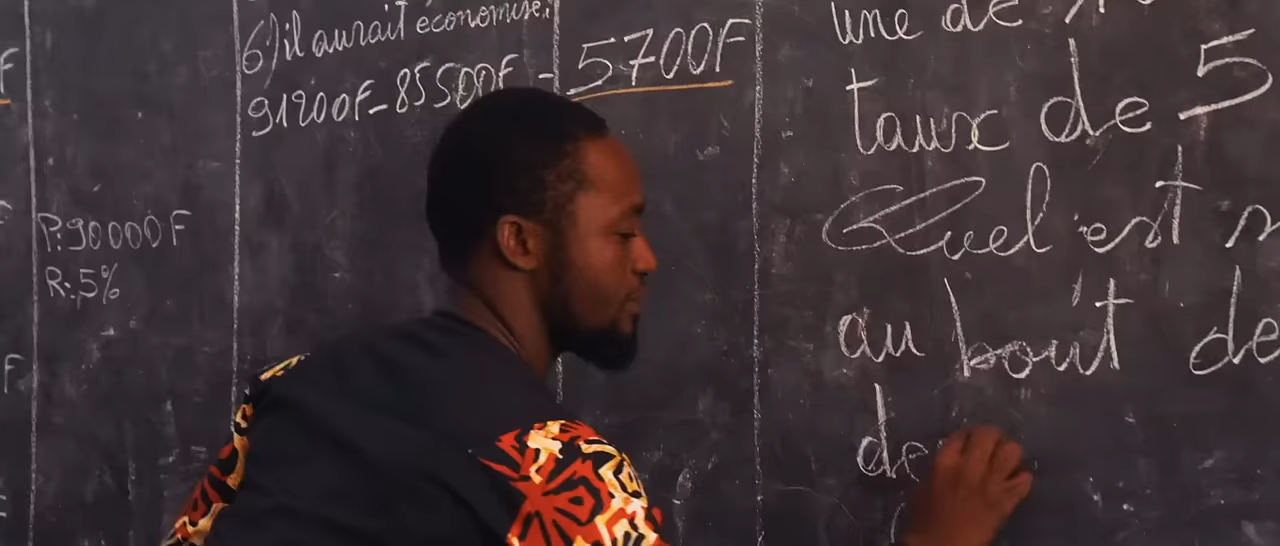 F
P:90000F
R:5%
F
6) il aurait économisé:
91200F-85500F = 5700F
une de
taux de 5
Quel est
au bout de
de